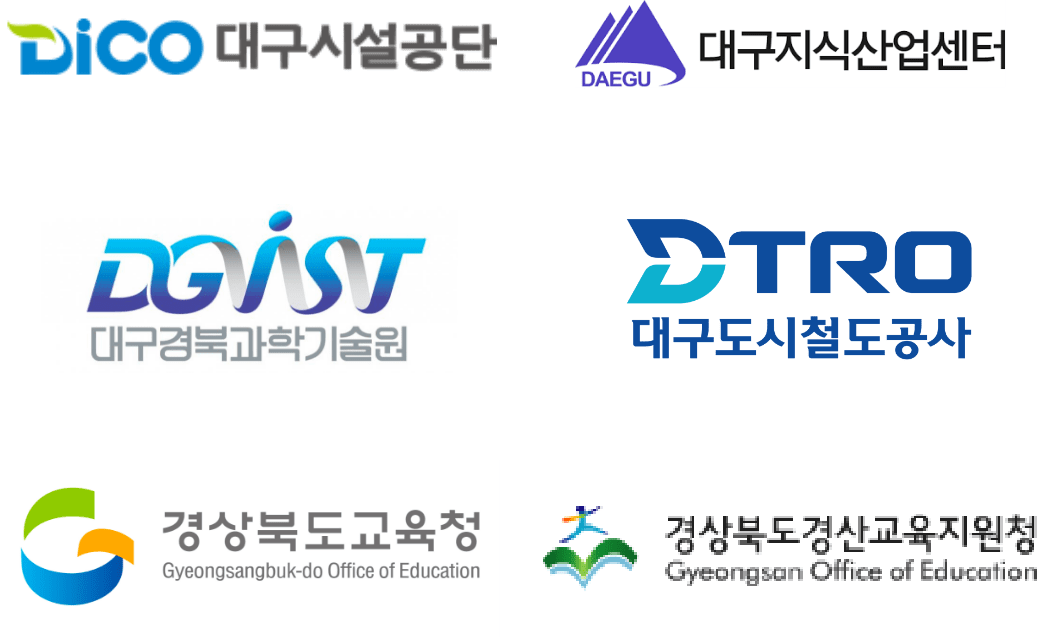 DiCO 대구시설공단
DAEGU 대구지식산업센터
DGIST
대구경북과학기술원
DTRO
대구도시철도공사
경상북도교육청
Gyeongsangbuk-do Office of Education
경상북도경산교육지원청
Gyeongsan Office of Education